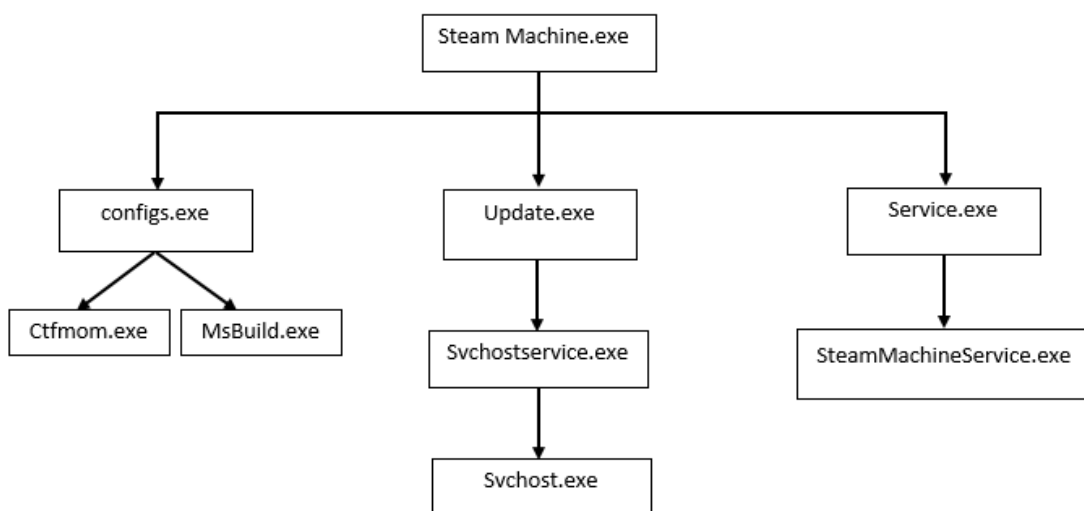 Steam Machine.exe
configs.exe
Update.exe
Service.exe
Ctfmom.exe
MsBuild.exe
Svchostservice.exe
SteamMachineService.exe
Svchost.exe